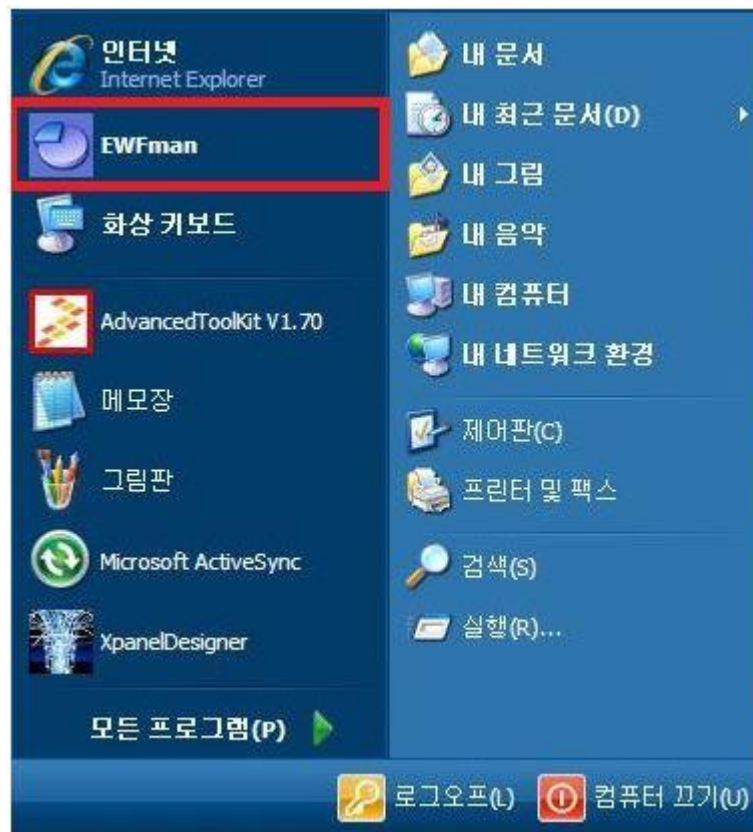 인터넷
Internet Explorer
EWFman
화상 키보드
AdvancedToolKit V1.70
메모장
그림판
Microsoft ActiveSync
XpanelDesigner
모든 프로그램(P)
내 문서
내 최근 문서(D)
내 그림
내 음악
내 컴퓨터
내 네트워크 환경
제어판(C)
프린터 및 팩스
검색(S)
실행(R)...
로그오프(L)
컴퓨터 끄기(U)